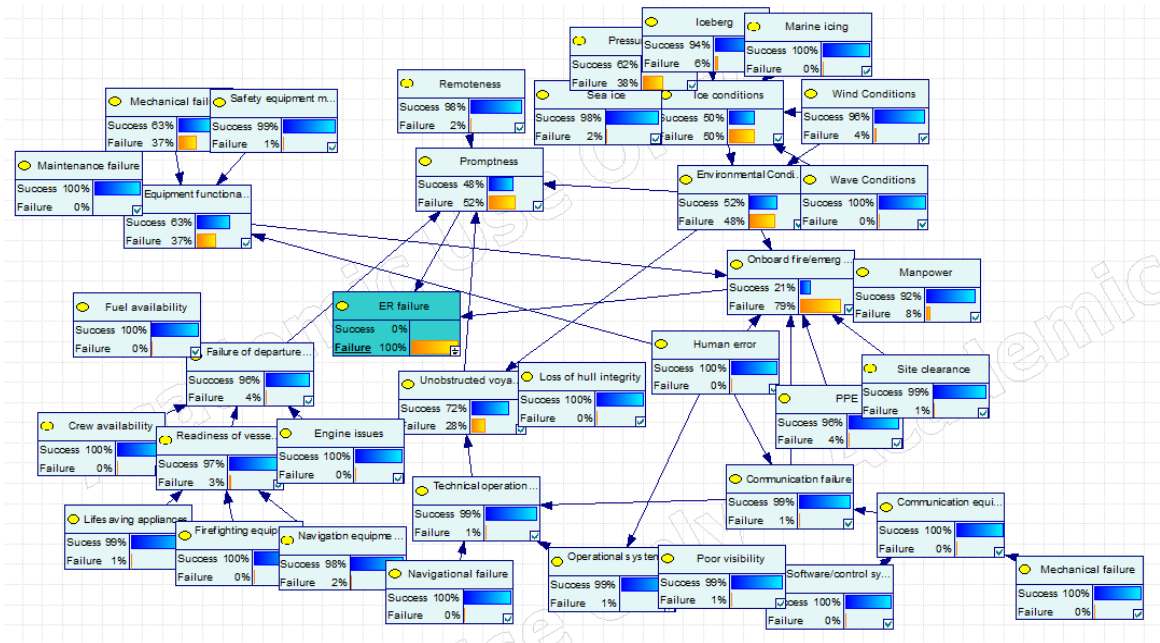 Iceberg
Success 94%
Failure 6%
Marine icing
Success 100%
Failure 0%
Success 62%
Failure 38%
Remoteness
Success 98%
Failure 2%
Sea ice
Success 98%
Failure 2%
Ice conditions
Success 50%
Failure 50%
Wind Conditions
Success 96%
Failure 4%
Mechanical fail
Success 63%
Failure 37%
Safety equipment m...
Success 99%
Failure 1%
Maintenance failure
Success 100%
Failure 0%
Equipment functiona...
Success 63%
Failure 37%
Promptness
Success 48%
Failure 52%
Environmental Condi...
Success 52%
Failure 48%
Wave Conditions
Success 100%
Failure 0%
Onboard fire/emerg ...
Success 21%
Failure 79%
Manpower
Success 92%
Failure 8%
Fuel availability
Success 100%
Failure 0%
ER failure
Success 0%
Failure 100%
Failure of departure ...
Success 96%
Failure 4%
Human error
Success 100%
Failure 0%
Unobstructed voya...
Success 72%
Failure 28%
Loss of hull integrity
Success 100%
Failure 0%
Site clearance
Success 99%
Failure 1%
PPE
Success 96%
Failure 4%
Crew availability
Success 100%
Failure 0%
Readiness of vesse...
Success 97%
Failure 3%
Engine issues
Success 100%
Failure 0%
Technical operation ...
Success 99%
Failure 1%
Communication failure
Success 99%
Failure 1%
Communication equi...
Success 100%
Failure 0%
Lifesaving appliances
Success 99%
Failure 1%
Firefighting equip
Success 100%
Failure 0%
Navigation equipme ...
Success 98%
Failure 2%
Navigational failure
Success 100%
Failure 0%
Operational system
Success 99%
Failure 1%
Poor visibility
Success 99%
Failure 1%
Software/control sy...
Success 100%
Failure 0%
Mechanical failure
Success 100%
Failure 0%